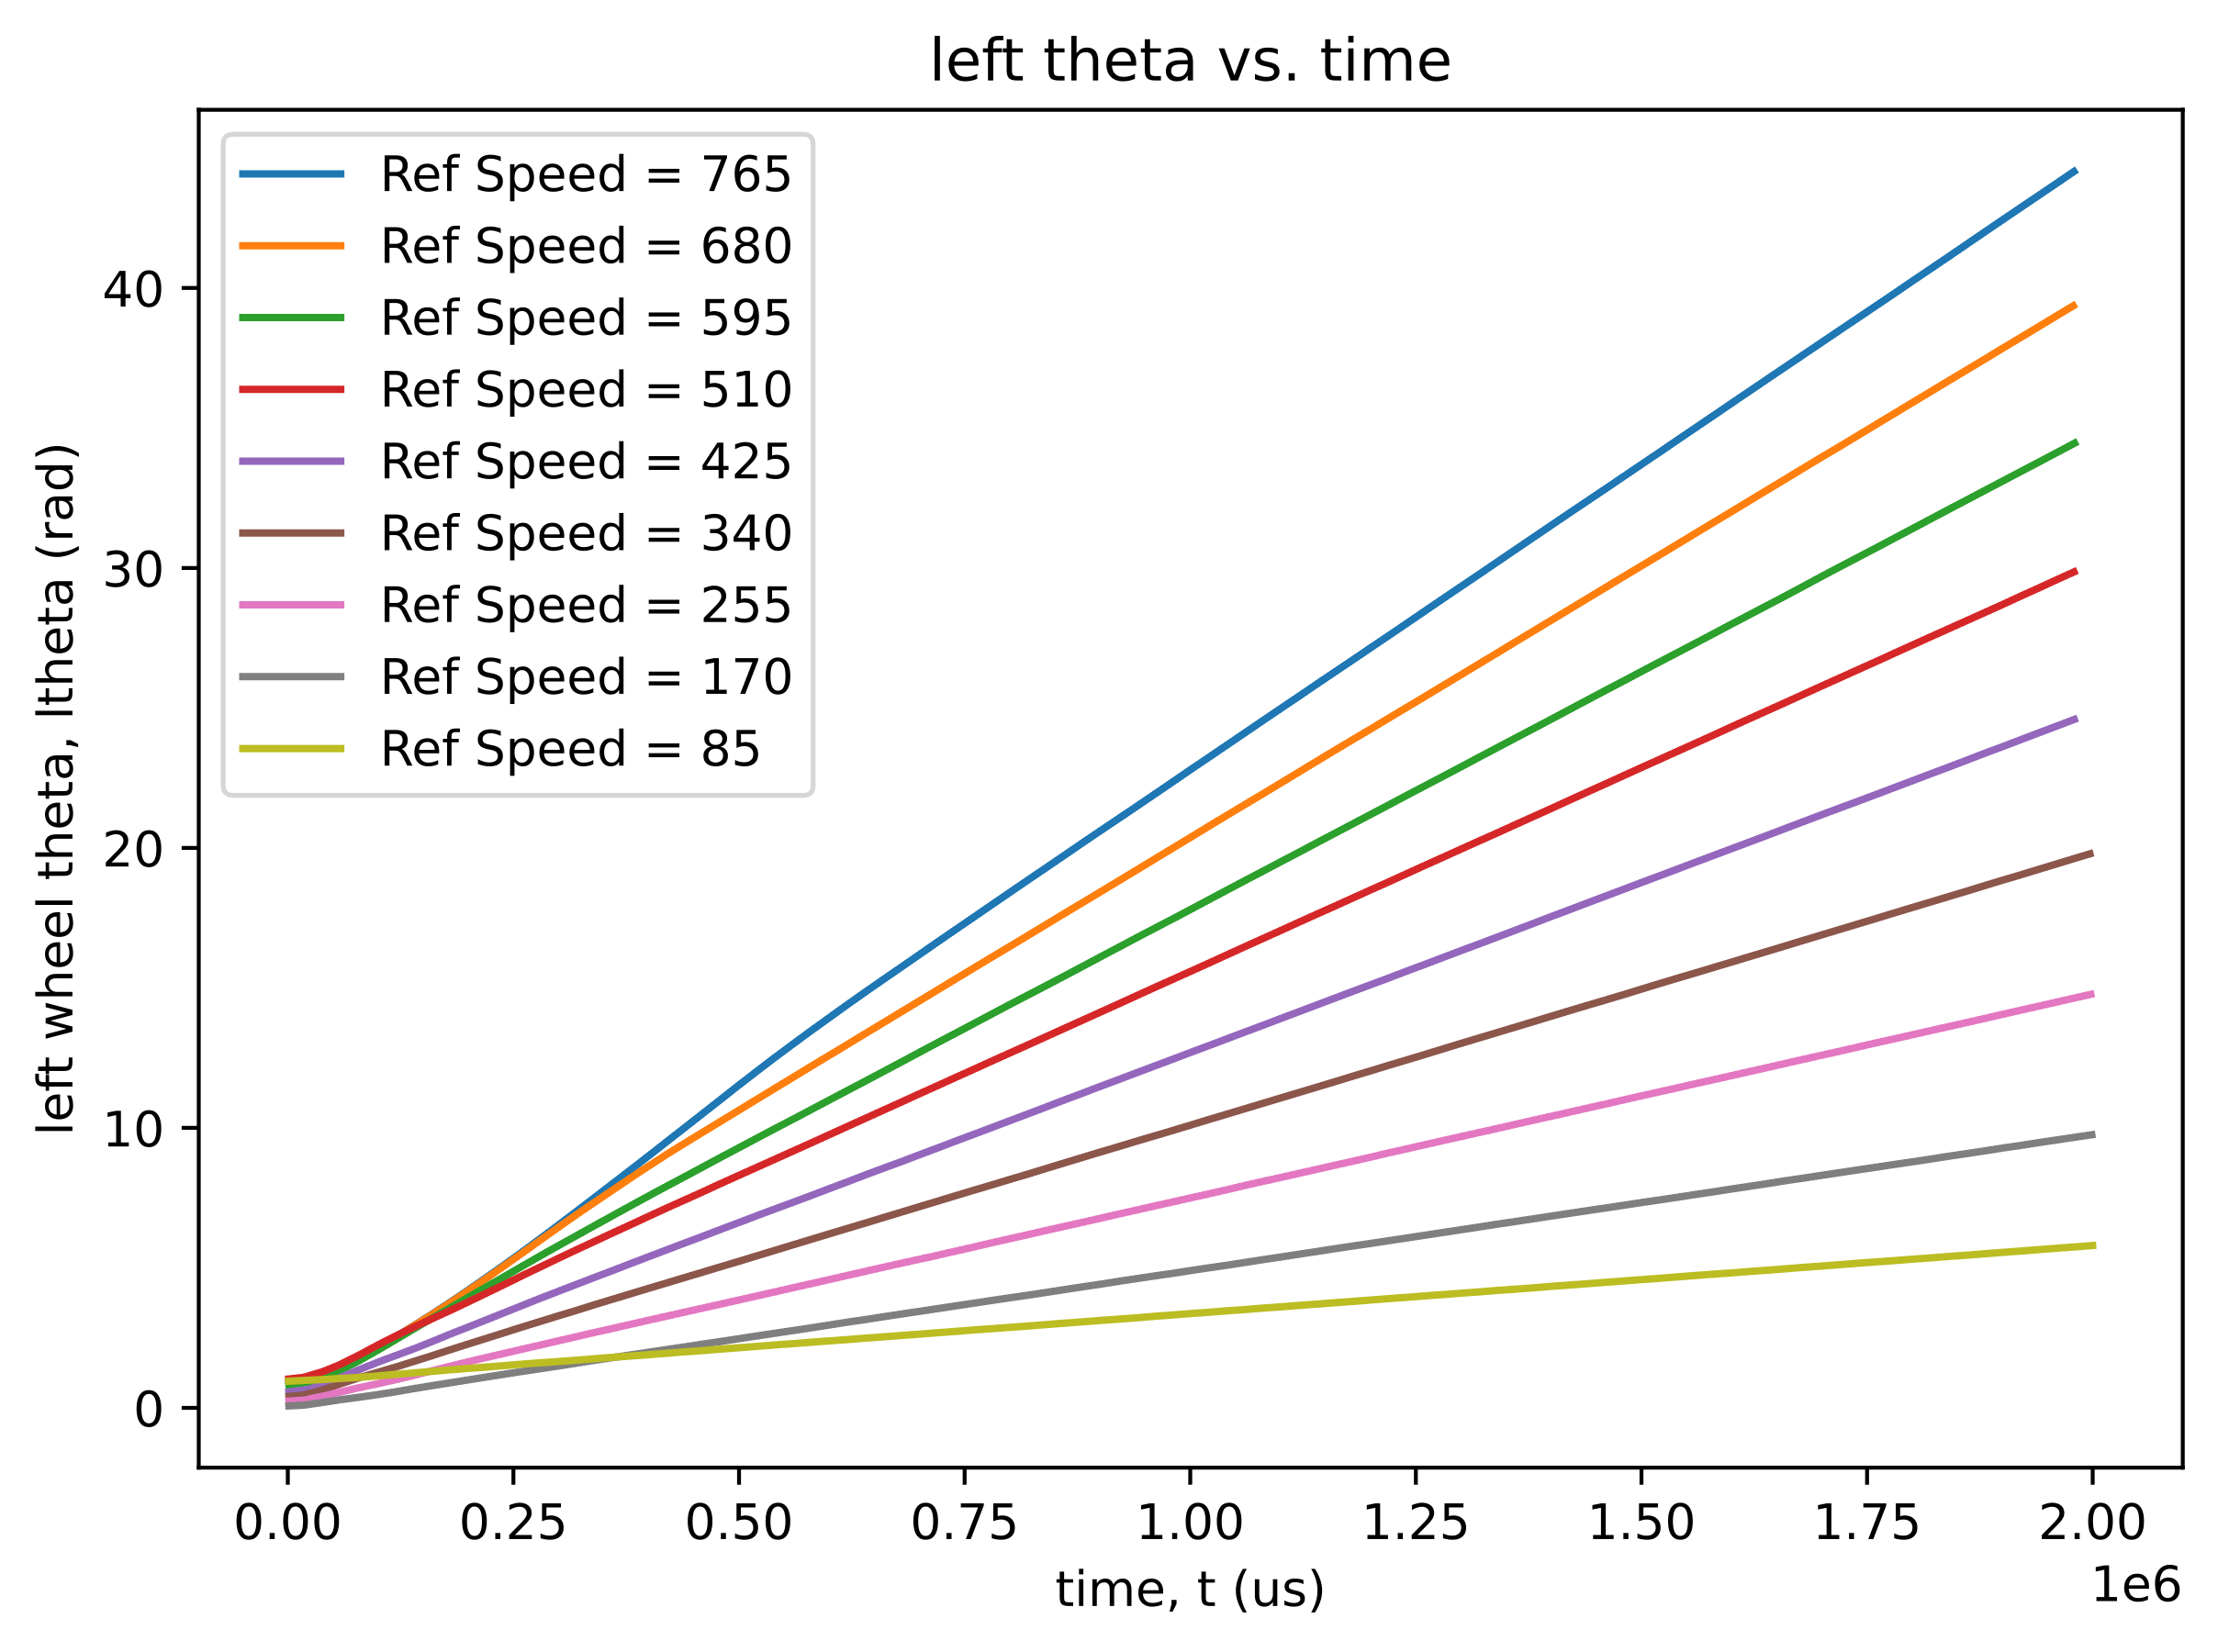 left theta vs. time
Ref Speed = 765
Ref Speed = 680
Ref Speed = 595
Ref Speed = 510
Ref Speed = 425
Ref Speed = 340
Ref Speed = 255
Ref Speed = 170
Ref Speed = 85
left wheel theta, ltheta (rad)
40
30
20
10
0
0.00 0.25 0.50 0.75 1.00 1.25 1.50 1.75 2.00
1e6
time, t (us)